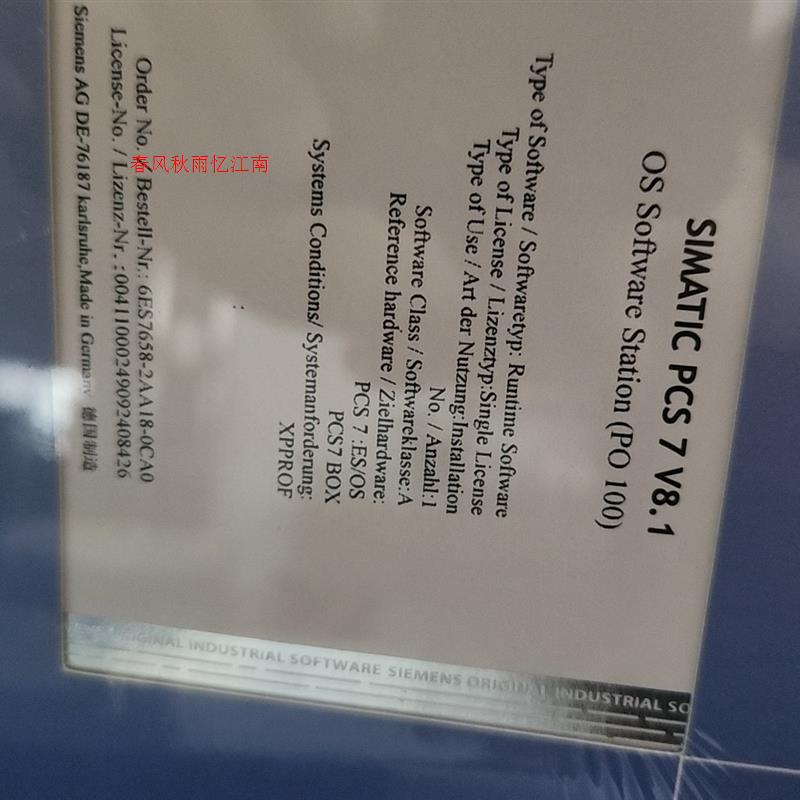 SIMATIC PCS 7 V8.1
OS Software Station (PO 100)
Type of Software / Softwaretyp: Runtime Software
Type of License / Lizenztyp:Single License
Type of Use / Art der Nutzung:Installation
No. / Anzahl:1
Software Class / Softwareklasse:A
Reference hardware / Zielhardware:
PCS 7 :ES/OS
PCS7 BOX
Systems Conditions/ Systemanforderung:
XPPROF
:
Order No. / Bestell-Nr.: 6ES7658-2AA18-0CA0
License-No. / Lizenz-Nr. :00411000249092408426
Siemens AG DE-76187 karlsruhe,Made in Germany 德国制造
春风秋雨忆江南
ORIGINAL INDUSTRIAL SOFTWARE SIEMENS ORIGINAL INDUSTRIAL SO